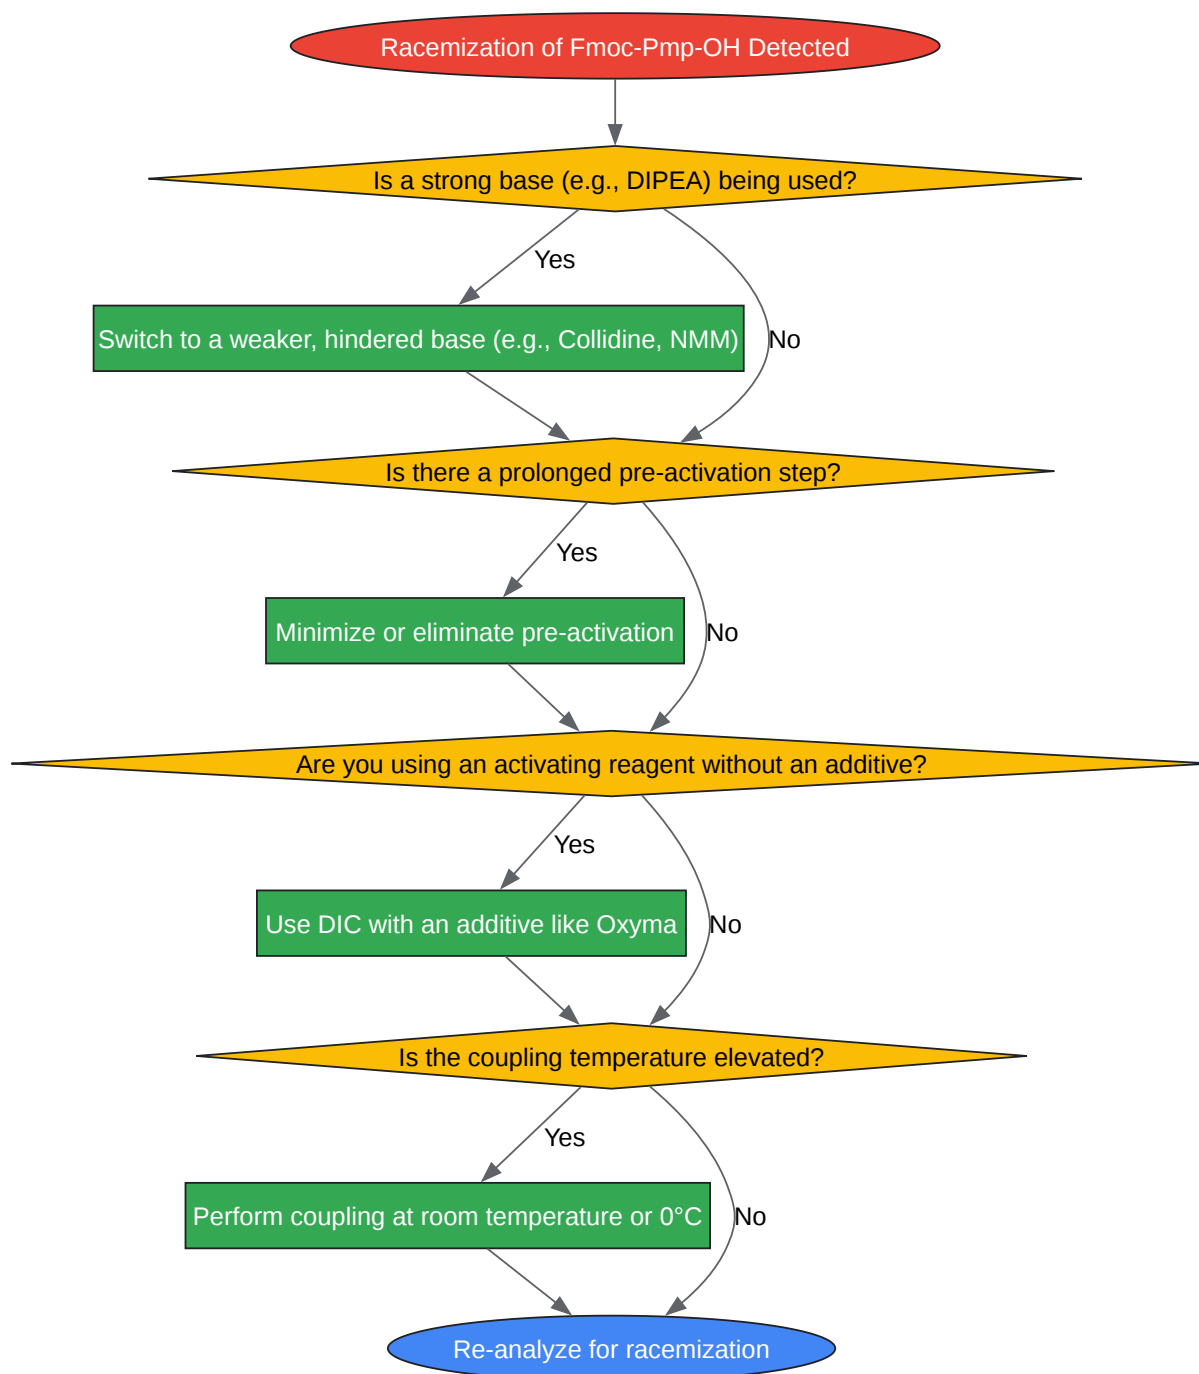 Racemization of Fmoc-Pmp-OH Detected
Is a strong base (e.g., DIPEA) being used?
Yes
Switch to a weaker, hindered base (e.g., Collidine, NMM)
No
Is there a prolonged pre-activation step?
Yes
Minimize or eliminate pre-activation
No
Are you using an activating reagent without an additive?
Yes
Use DIC with an additive like Oxyma
No
Is the coupling temperature elevated?
Yes
Perform coupling at room temperature or 0°C
No
Re-analyze for racemization